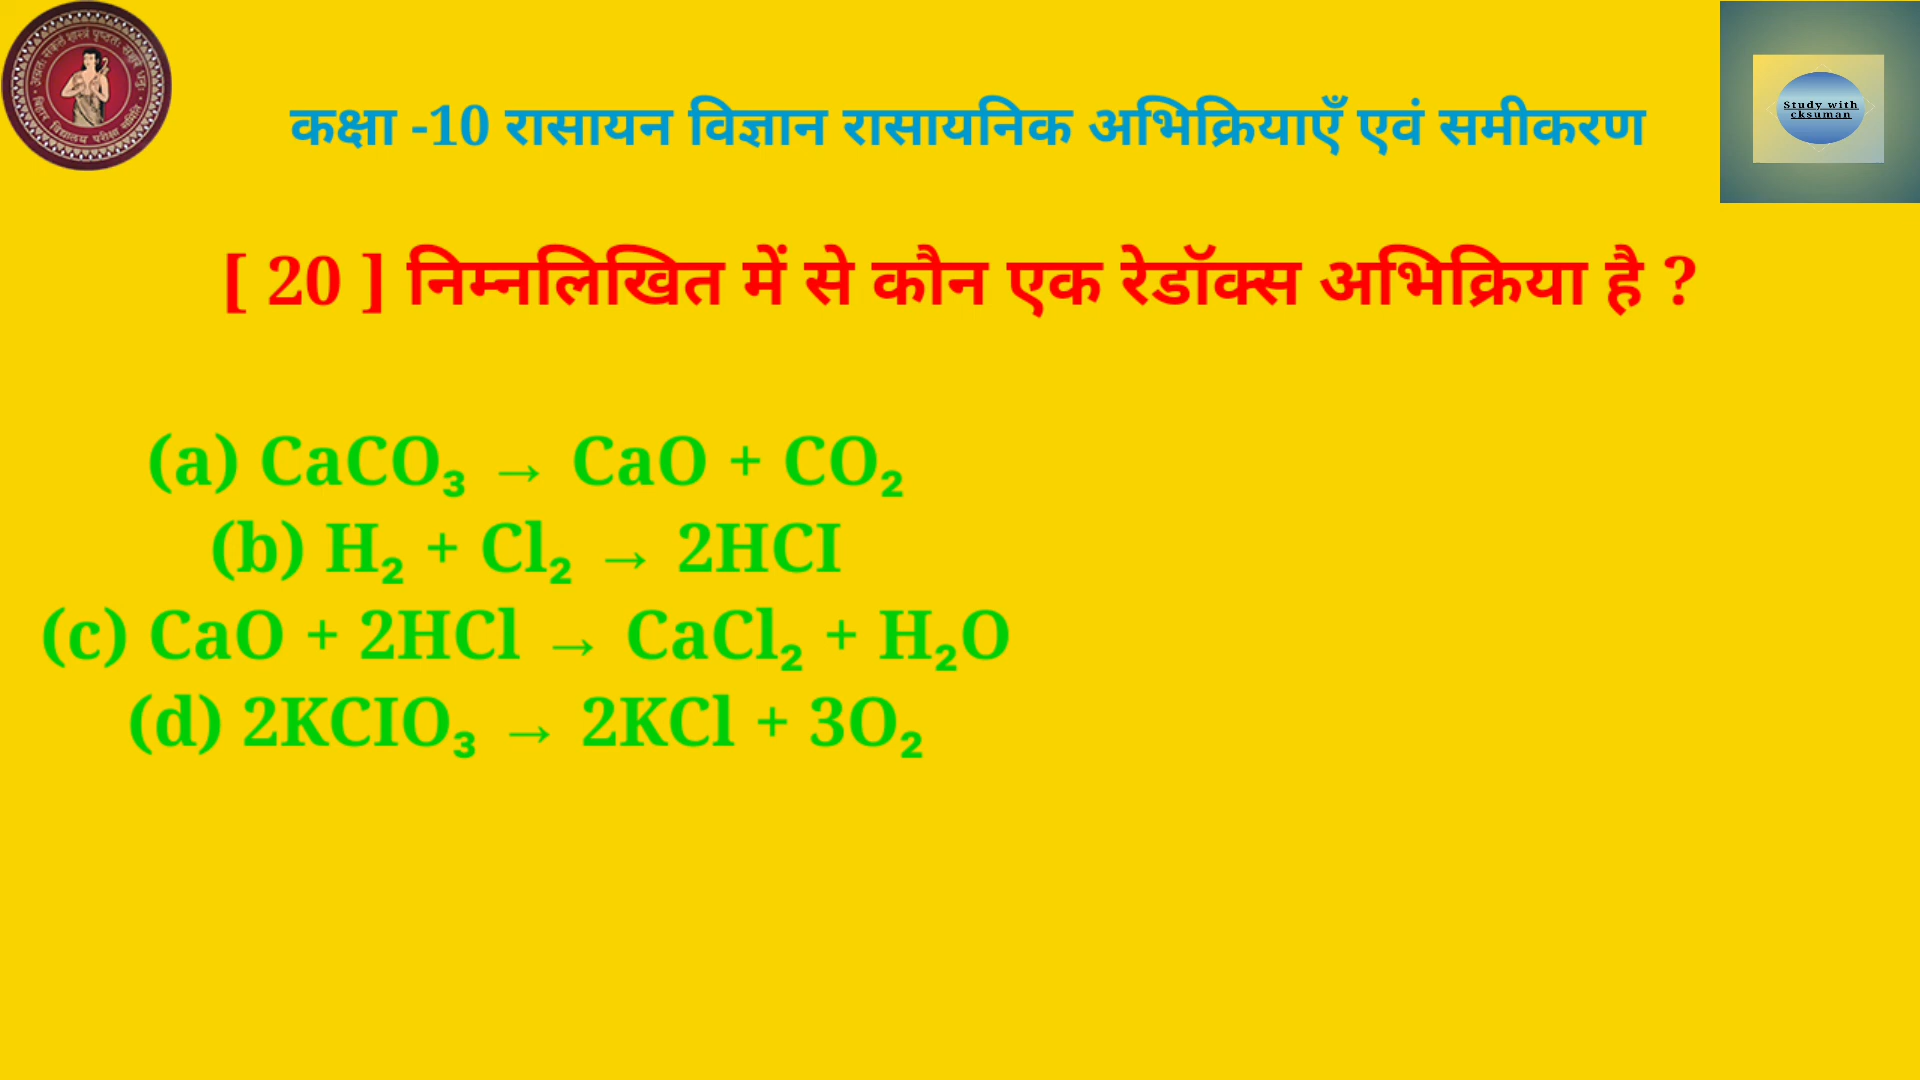 कक्षा -10 रासायन विज्ञान रासायनिक अभिक्रियाएँ एवं समीकरण
Study with
cksuman
[ 20 ] निम्नलिखित में से कौन एक रेडॉक्स अभिक्रिया है ?
(a) CaCO₃ → CaO + CO₂
(b) H₂ + Cl₂ → 2HCI
(c) CaO + 2HCl → CaCl₂ + H₂O
(d) 2KCIO₃ → 2KCl + 3O₂